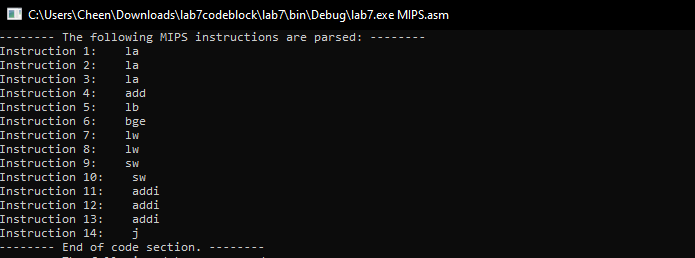 C:\Users\Cheen\Downloads\lab7codeblock\lab7\bin\Debug\lab7.exe MIPS.asm
-------- The following MIPS instructions are parsed: --------
Instruction 1:    la
Instruction 2:    la
Instruction 3:    la
Instruction 4:    add
Instruction 5:    lb
Instruction 6:    bge
Instruction 7:    lw
Instruction 8:    lw
Instruction 9:    sw
Instruction 10:    sw
Instruction 11:    addi
Instruction 12:    addi
Instruction 13:    addi
Instruction 14:    j
-------- End of code section. --------